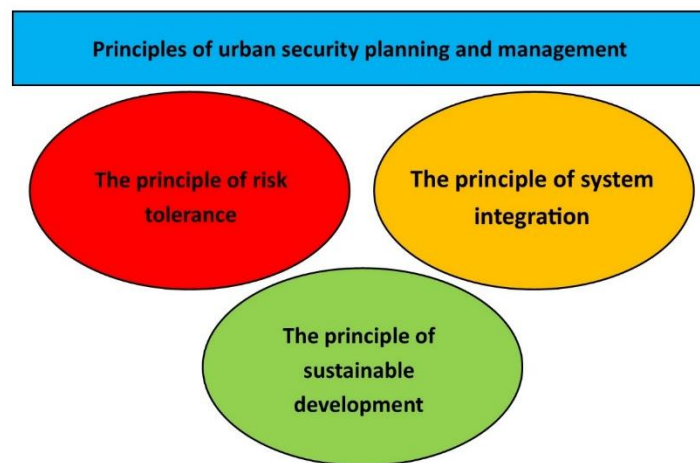 Principles of urban security planning and management
The principle of risk
tolerance
The principle of system
integration
The principle of
sustainable
development